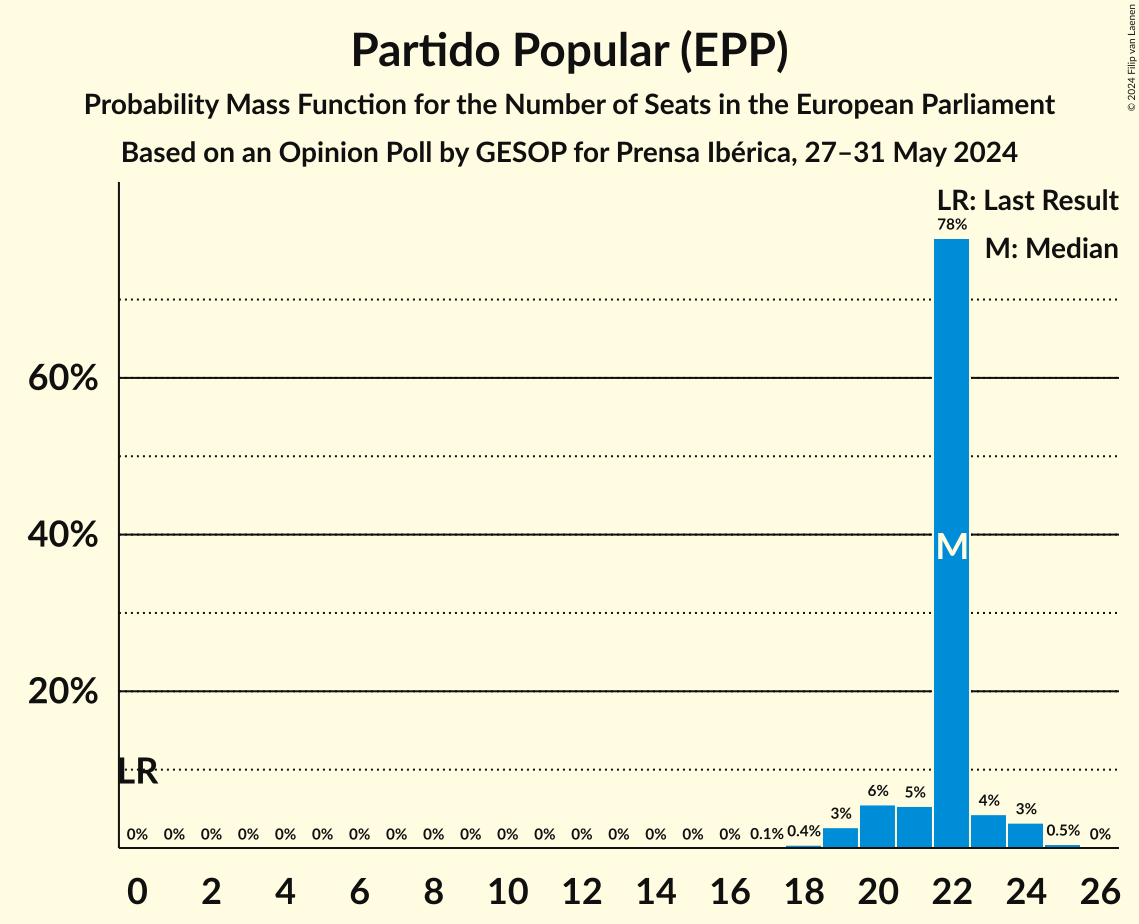 Partido Popular (EPP)
Probability Mass Function for the Number of Seats in the European Parliament
Based on an Opinion Poll by GESOP for Prensa Ibérica, 27–31 May 2024
© 2024 Filip van Laenen
LR: Last Result
M: Median
78%
60%
40%
M
20%
LR
0% 0% 0% 0% 0% 0% 0% 0% 0% 0% 0% 0% 0% 0% 0% 0% 0% 0.1% 0.4% 3% 6% 5% 4% 3% 0.5% 0%
0 2 4 6 8 10 12 14 16 18 20 22 24 26